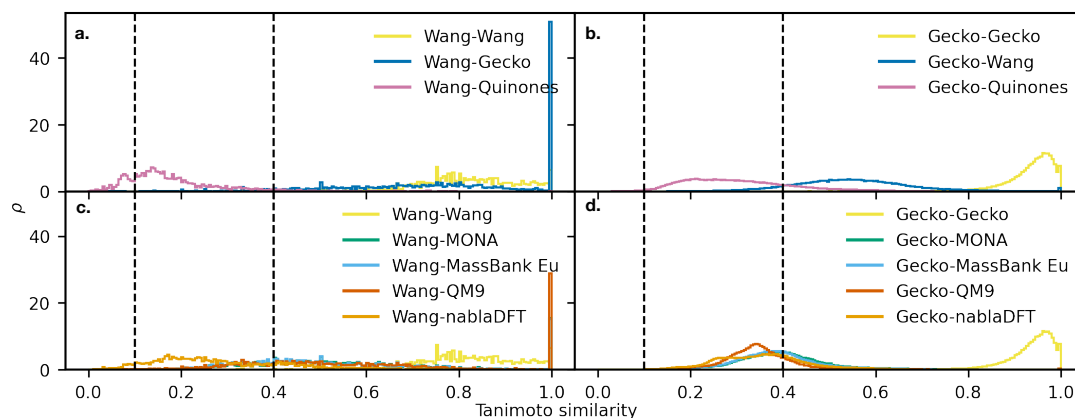 a.
Wang-Wang
Wang-Gecko
Wang-Quinones
b.
Gecko-Gecko
Gecko-Wang
Gecko-Quinones
40
20
0
c.
Wang-Wang
Wang-MONA
Wang-MassBank Eu
Wang-QM9
Wang-nablaDFT
d.
Gecko-Gecko
Gecko-MONA
Gecko-MassBank Eu
Gecko-QM9
Gecko-nablaDFT
40
20
0
ρ
0.0 0.2 0.4 0.6 0.8 1.0
0.0 0.2 0.4 0.6 0.8 1.0
Tanimoto similarity